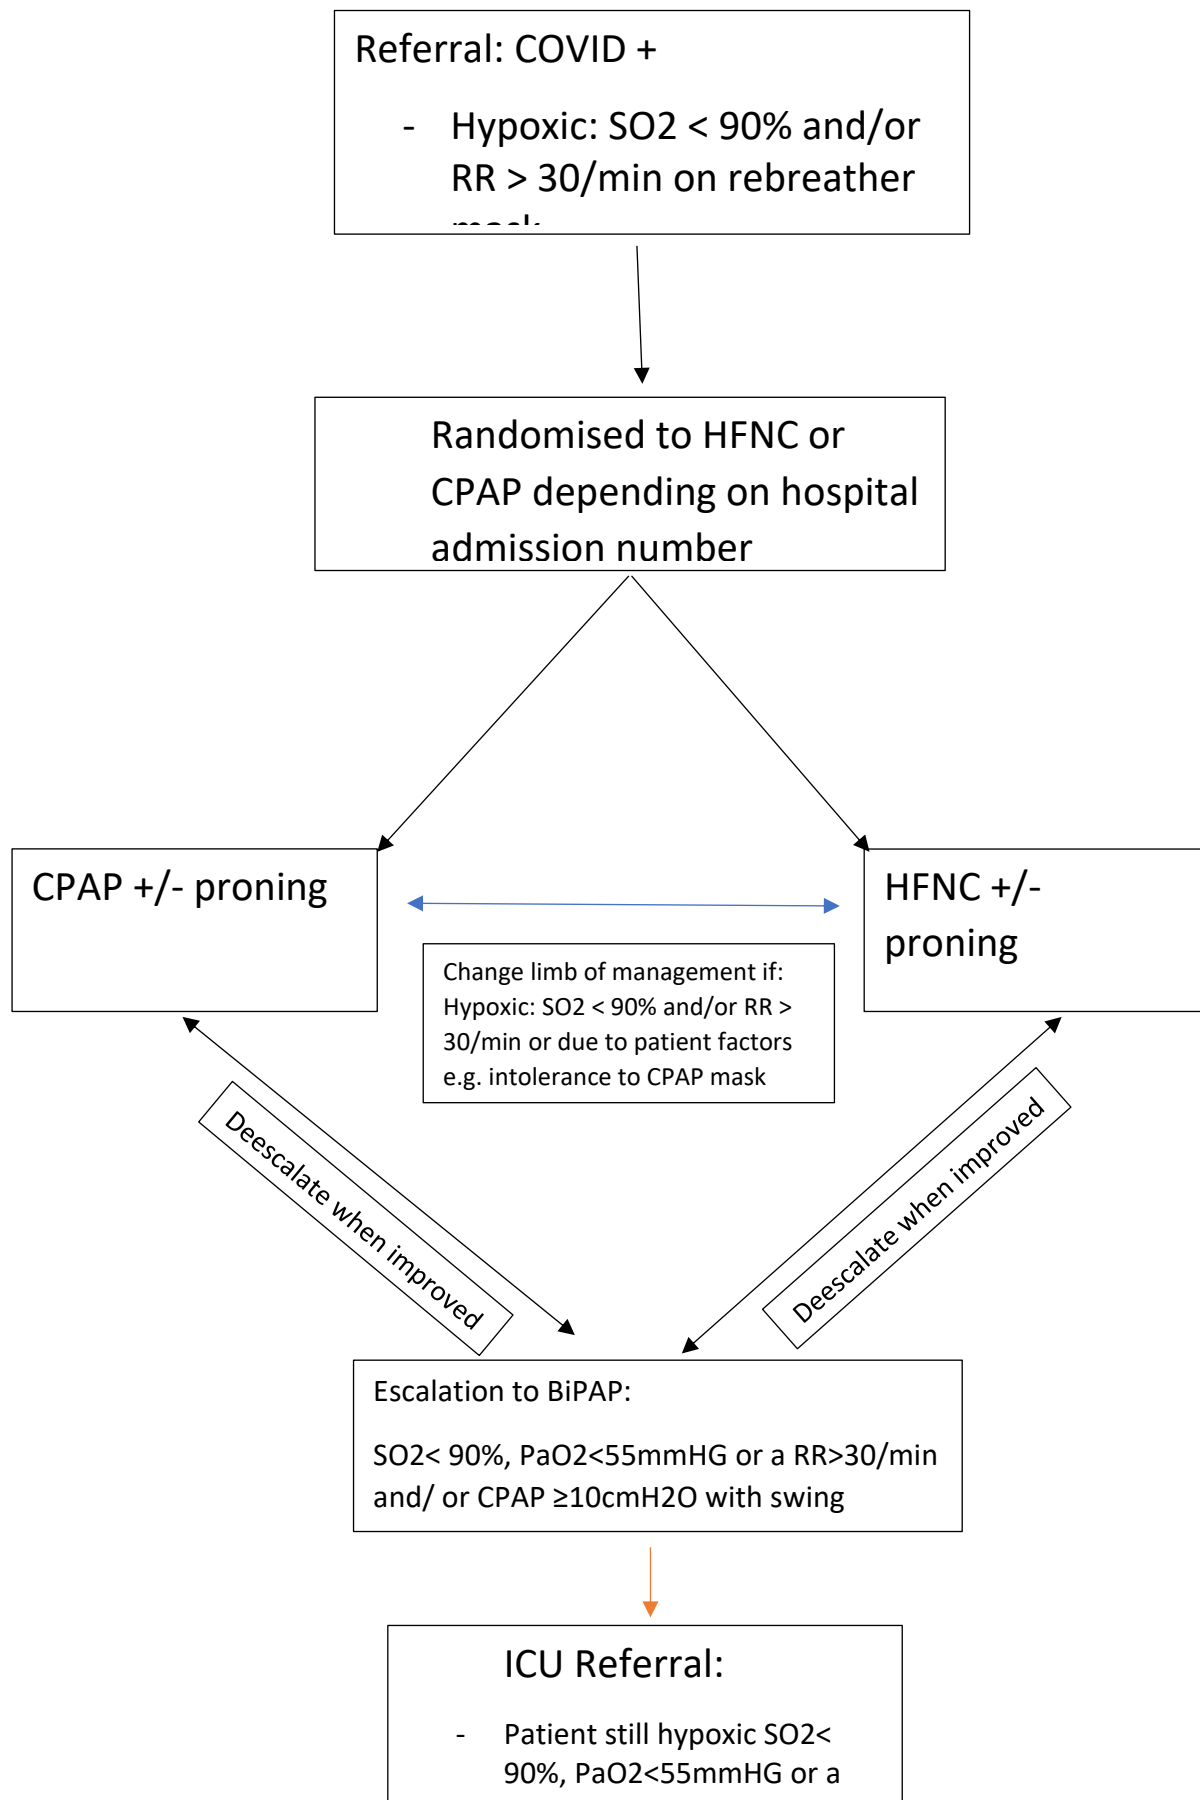 Referral: COVID +
- Hypoxic: SO2 < 90% and/or
RR > 30/min on rebreather
Randomised to HFNC or
CPAP depending on hospital
admission number
CPAP +/- proning
HFNC +/-
proning
Change limb of management if:
Hypoxic: SO2 < 90% and/or RR >
30/min or due to patient factors
e.g. intolerance to CPAP mask
Deescalate when improved
Deescalate when improved
Escalation to BiPAP:
SO2< 90%, PaO2<55mmHG or a RR>30/min
and/ or CPAP ≥10cmH2O with swing
ICU Referral:
- Patient still hypoxic SO2<
90%, PaO2<55mmHG or a